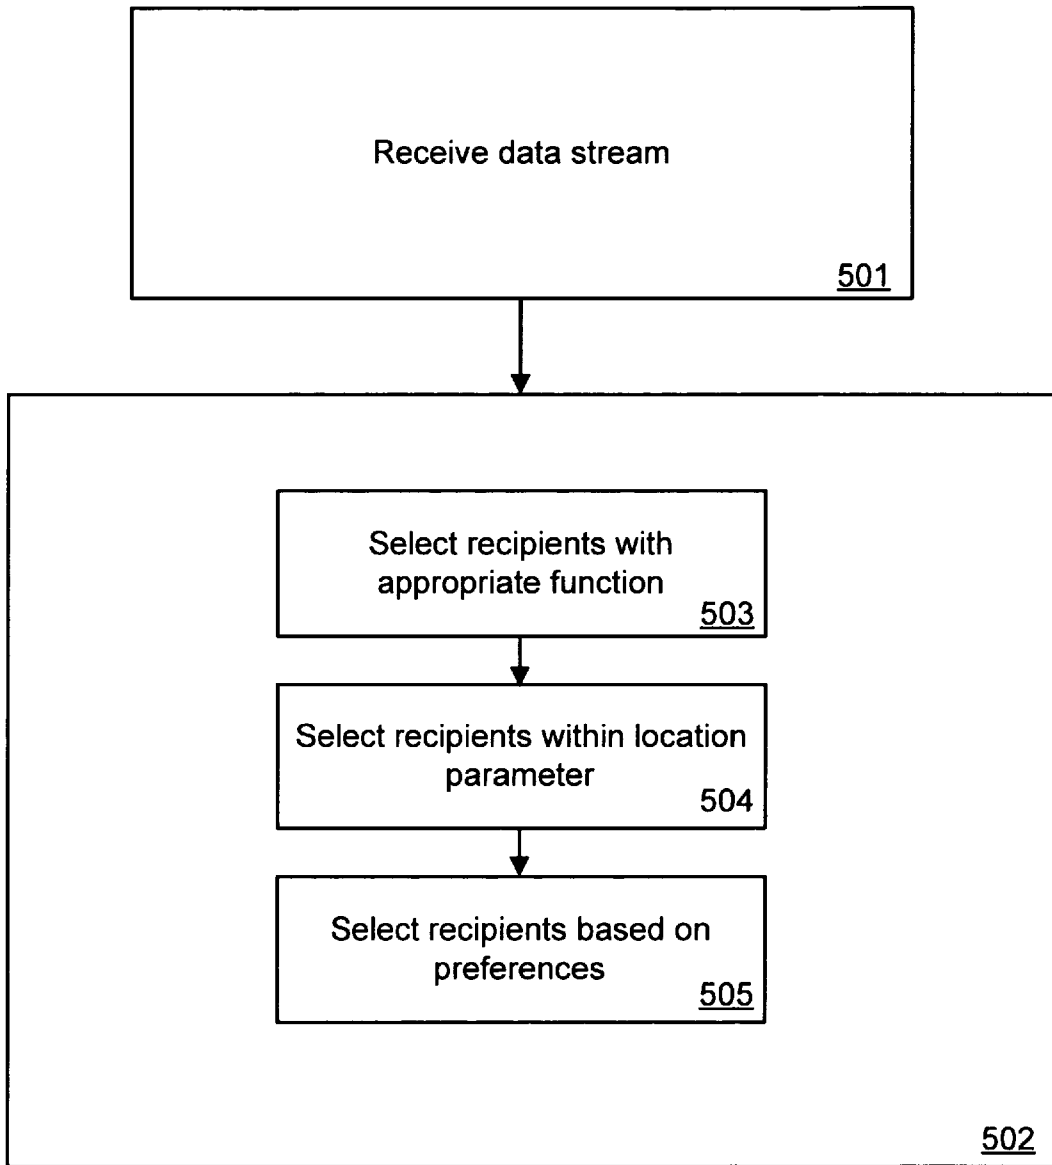 Receive data stream
501
Select recipients with
appropriate function
503
Select recipients within location
parameter
504
Select recipients based on
preferences
505
502